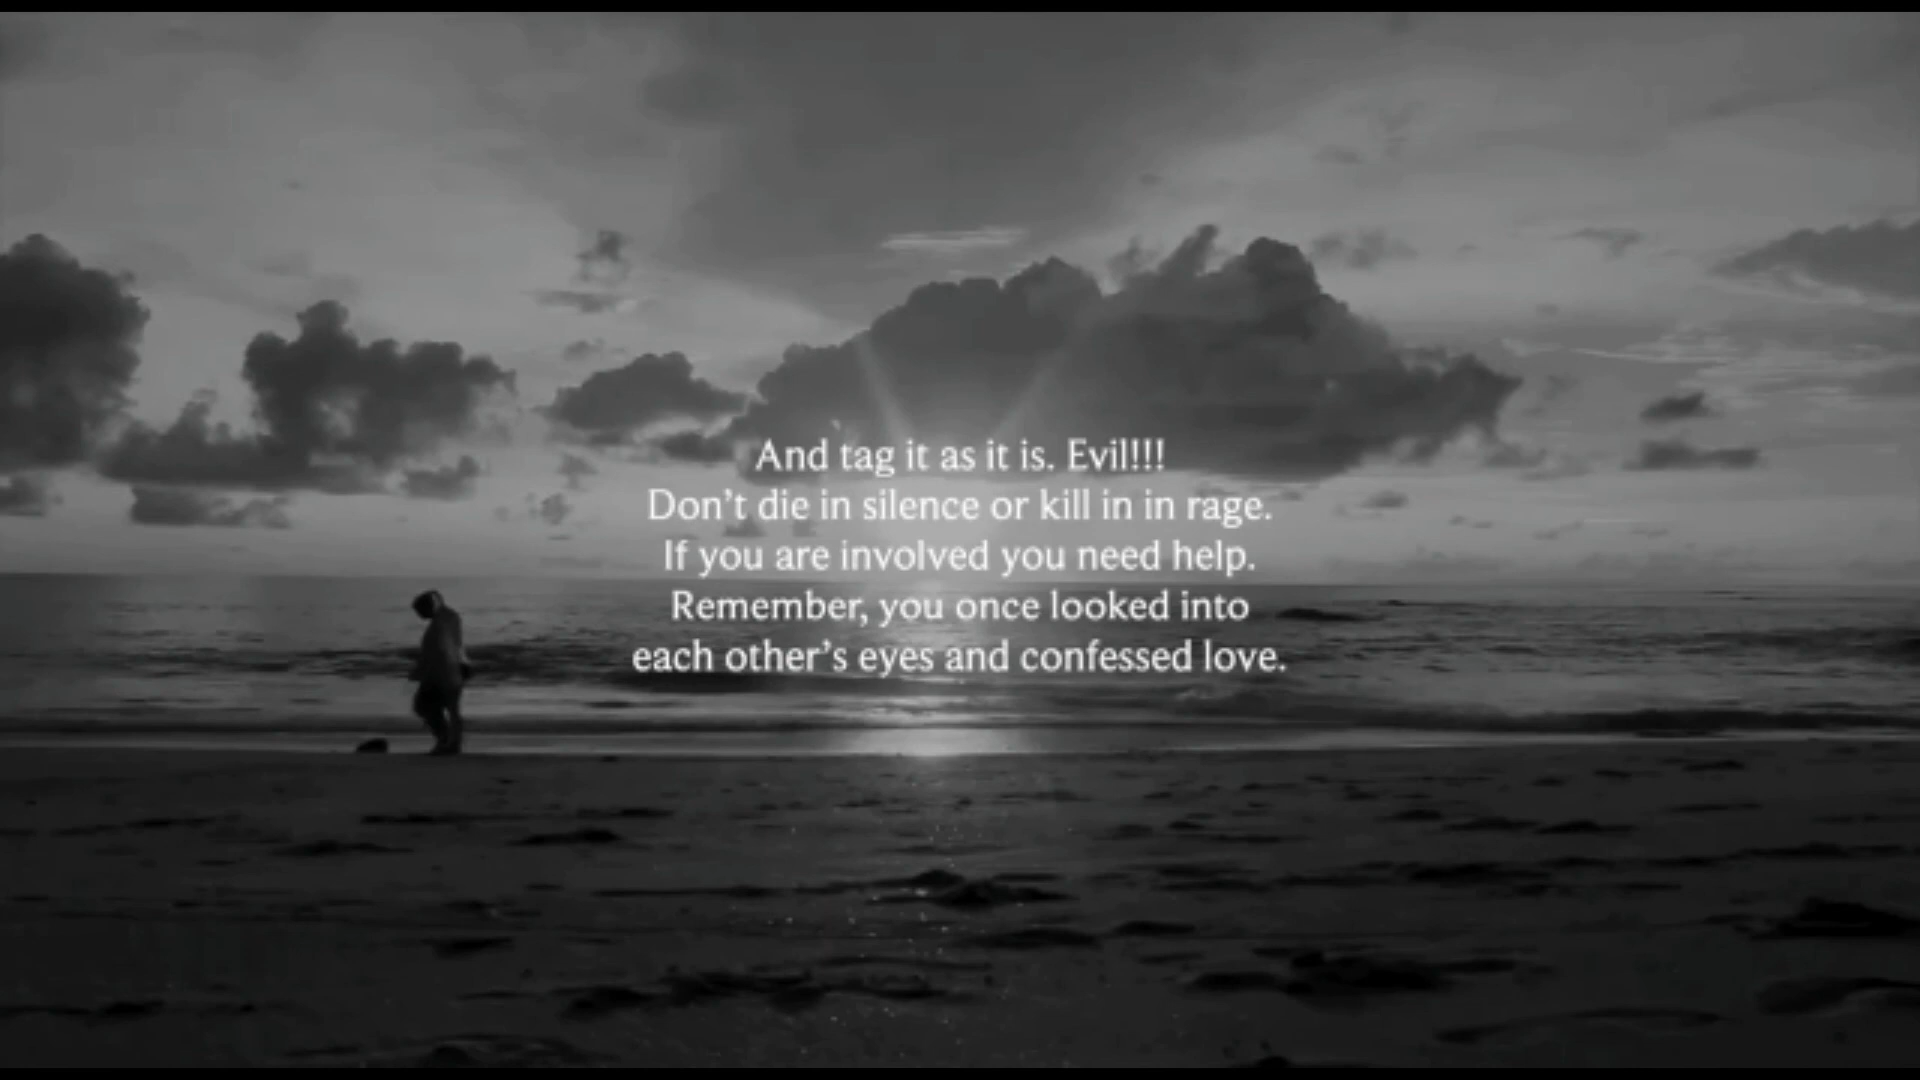 And tag it as it is. Evil!!!
Don't die in silence or kill in in rage.
If you are involved you need help.
Remember, you once looked into
each other's eyes and confessed love.